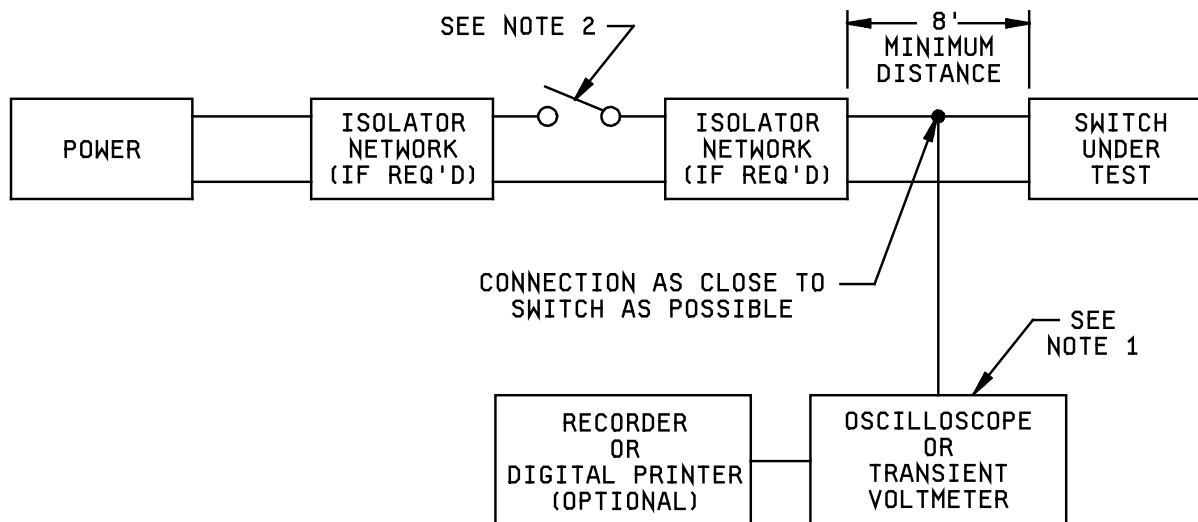 SEE NOTE 2
8'
MINIMUM
DISTANCE
POWER
ISOLATOR
NETWORK
(IF REQ'D)
ISOLATOR
NETWORK
(IF REQ'D)
SWITCH
UNDER
TEST
CONNECTION AS CLOSE TO
SWITCH AS POSSIBLE
SEE
NOTE 1
RECORDER
OR
DIGITAL PRINTER
(OPTIONAL)
OSCILLOSCOPE
OR
TRANSIENT
VOLTMETER